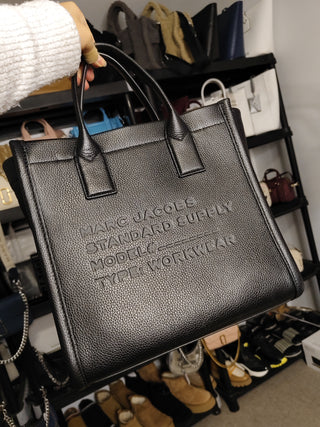 MARC JACOBS
STANDARD SUPPLY
MODEL:
TYPE: WORKWEAR